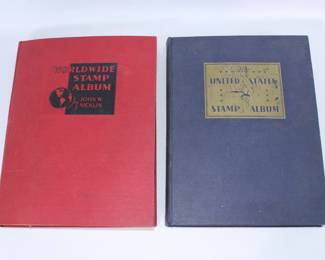 WORLDWIDE
STAMP
ALBUM
JOHN W.
NICKLIN
UNITED STATES
STAMP ALBUM